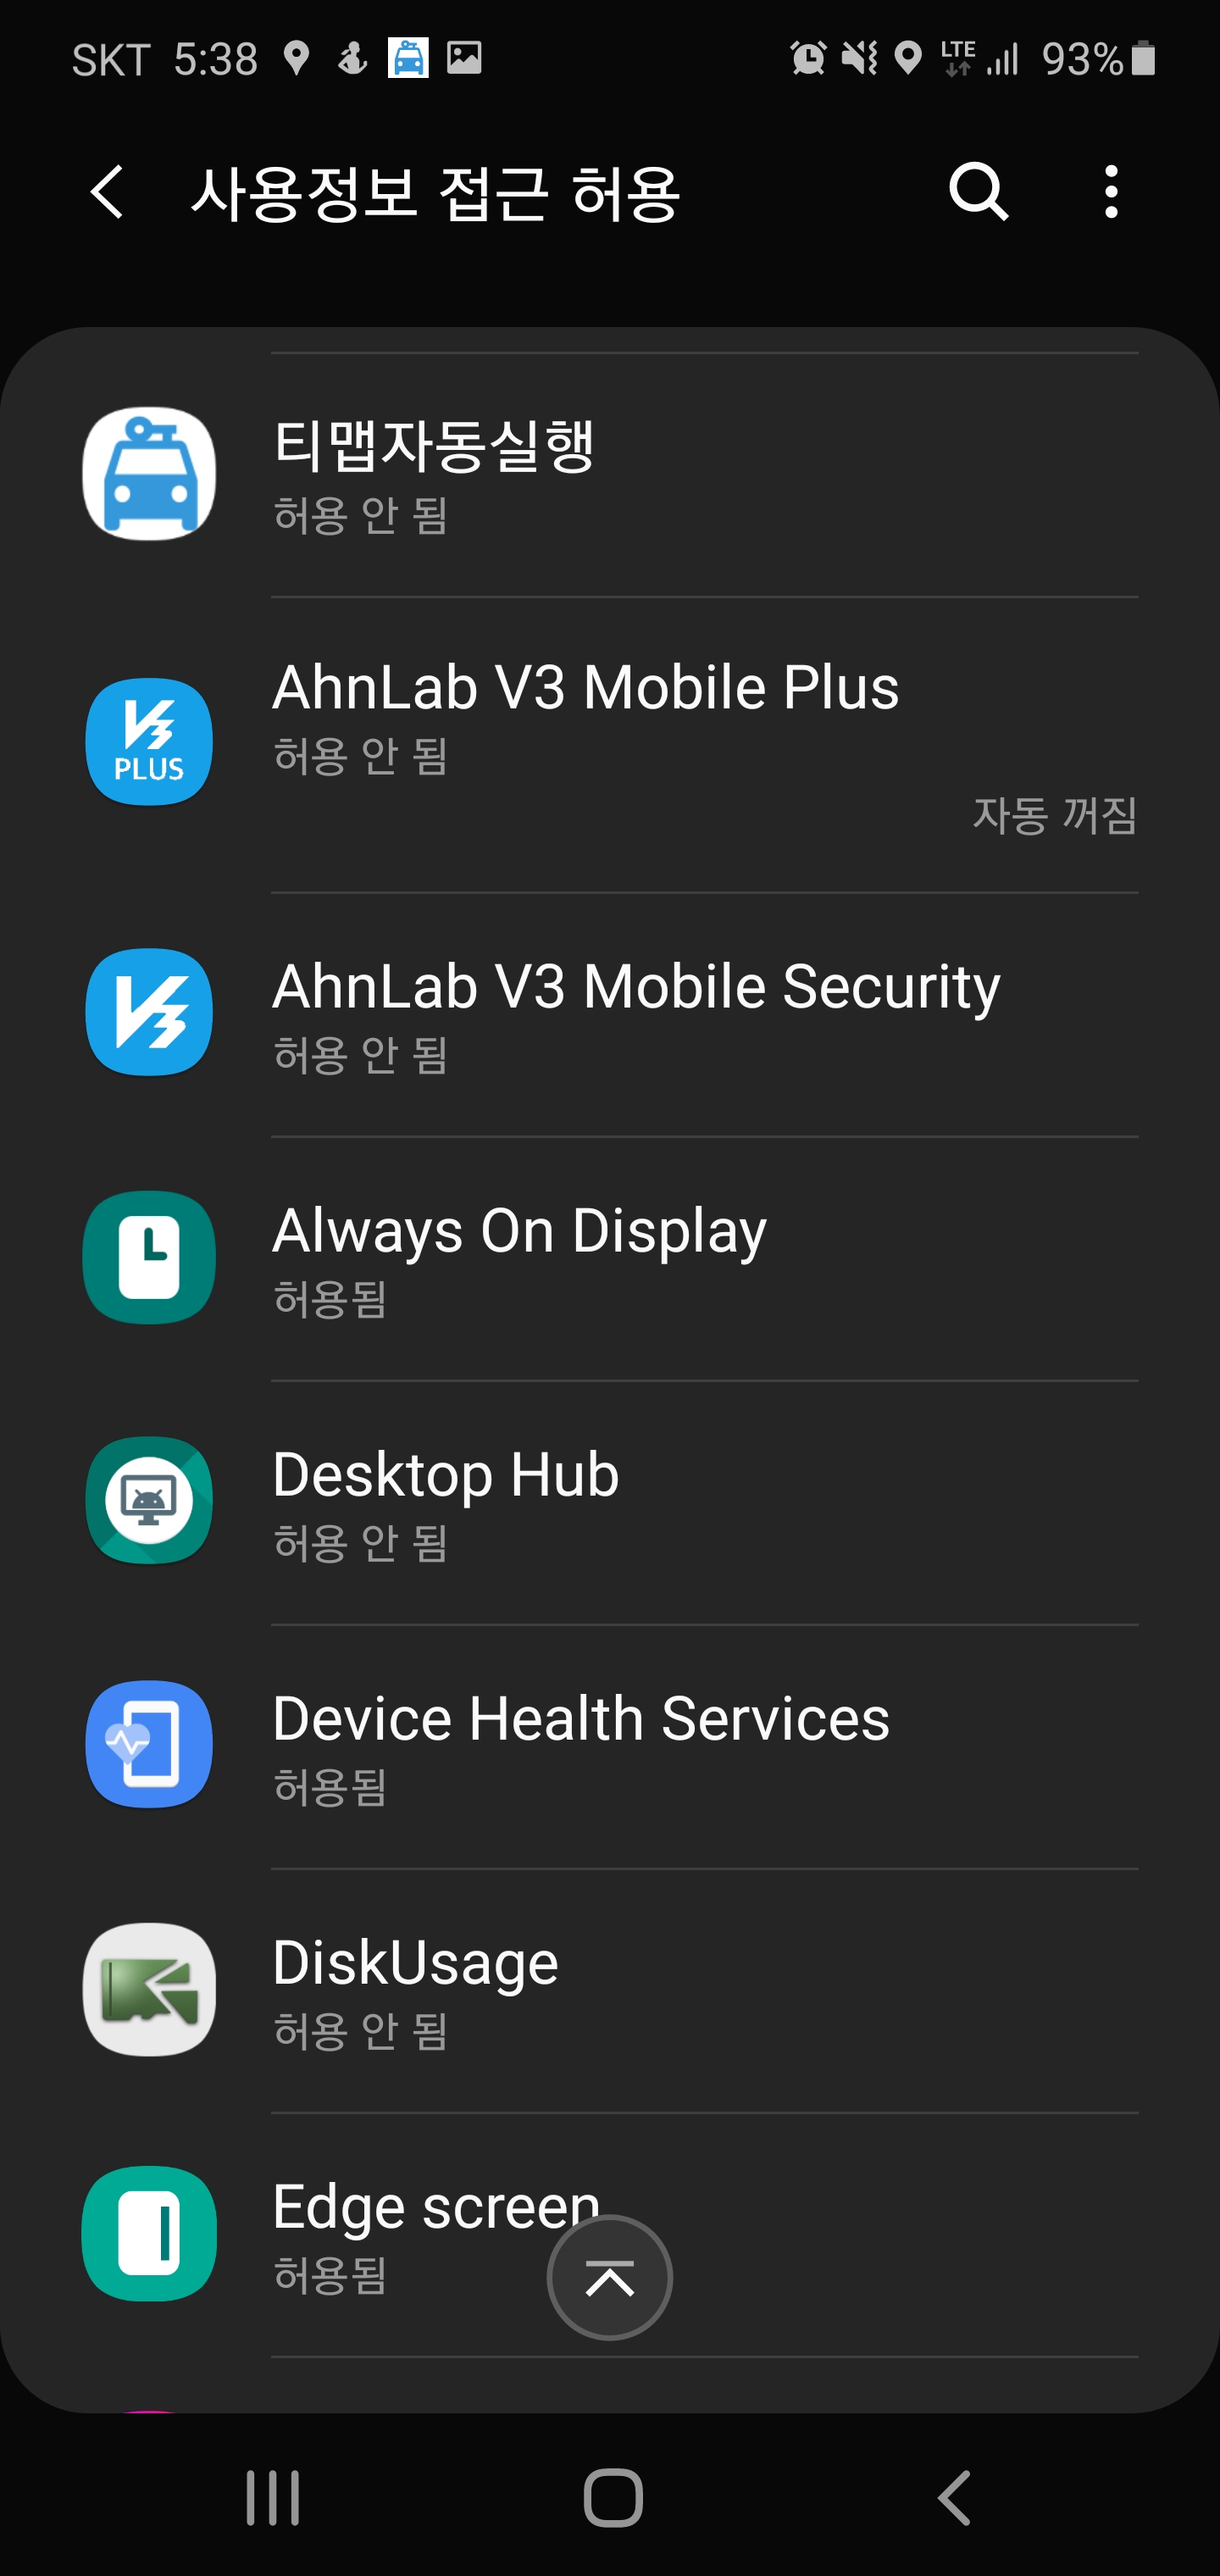 SKT 5:38 LTE 93%
사용정보 접근 허용
티맵자동실행
허용 안 됨
AhnLab V3 Mobile Plus
허용 안 됨
V3
PLUS
자동 꺼짐
AhnLab V3 Mobile Security
허용 안 됨
V3
Always On Display
허용됨
Desktop Hub
허용 안 됨
Device Health Services
허용됨
DiskUsage
허용 안 됨
Edge screen
허용됨